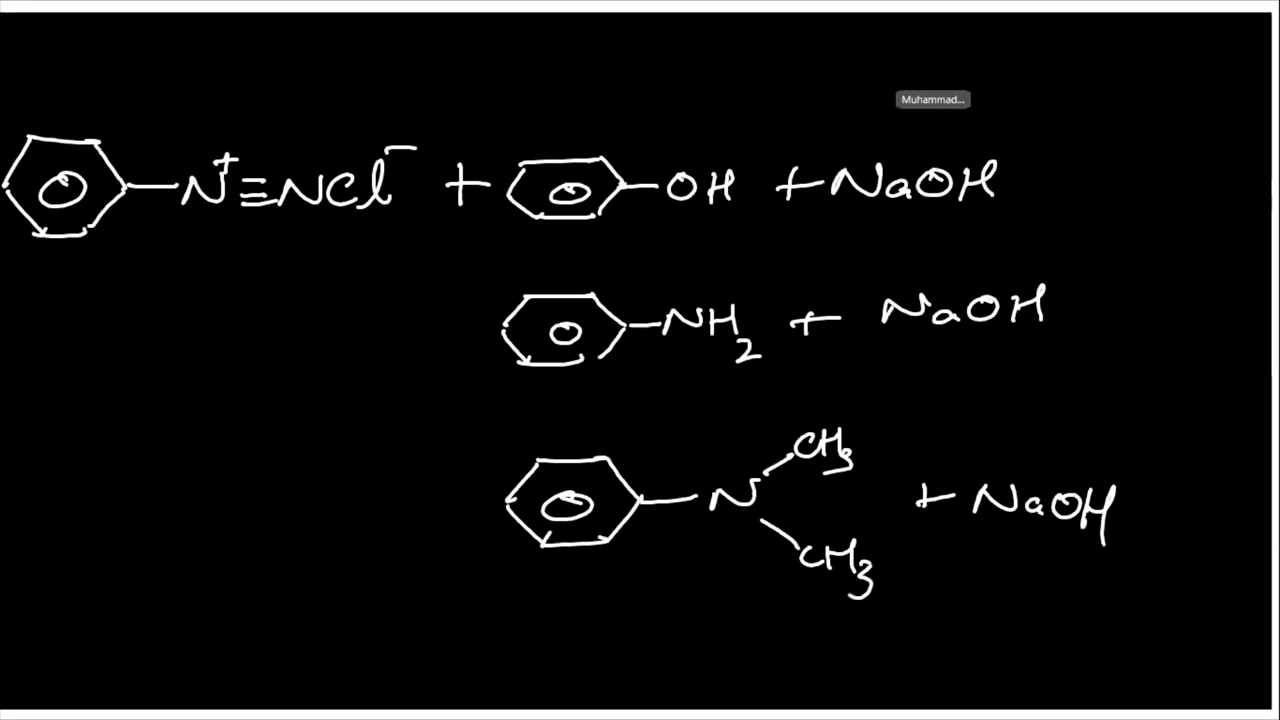 Muhammad...
N⁺≡NCl⁻ + OH + NaOH
NH₂ + NaOH
CH₃
N + NaOH
CH₃